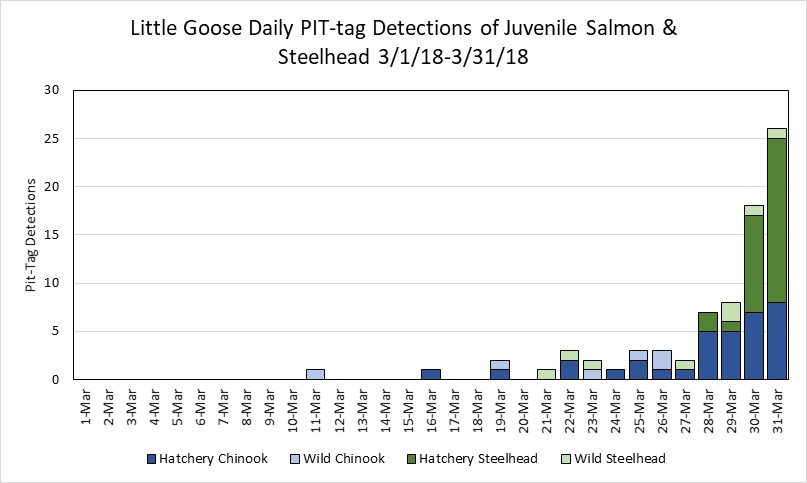 Little Goose Daily PIT-tag Detections of Juvenile Salmon &
Steelhead 3/1/18-3/31/18
Pit-Tag Detections
30
25
20
15
10
5
0
1-Mar
2-Mar
3-Mar
4-Mar
5-Mar
6-Mar
7-Mar
8-Mar
9-Mar
10-Mar
11-Mar
12-Mar
13-Mar
14-Mar
15-Mar
16-Mar
17-Mar
18-Mar
19-Mar
20-Mar
21-Mar
22-Mar
23-Mar
24-Mar
25-Mar
26-Mar
27-Mar
28-Mar
29-Mar
30-Mar
31-Mar
Hatchery Chinook
Wild Chinook
Hatchery Steelhead
Wild Steelhead